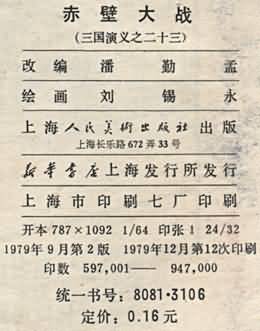 赤壁大战
(三国演义之二十三)
改编 潘勤孟
绘画 刘锡永
上海人民美術出版社出版
上海长乐路672弄33号
新华書店上海发行所发行
上海市印刷七厂印刷
开本787×1092 1/64 印张1 24/32
1979年9月第2版 1979年12月第12次印刷
印数 597,001—— 947,000
统一书号：8081·3106
定价：0.16元